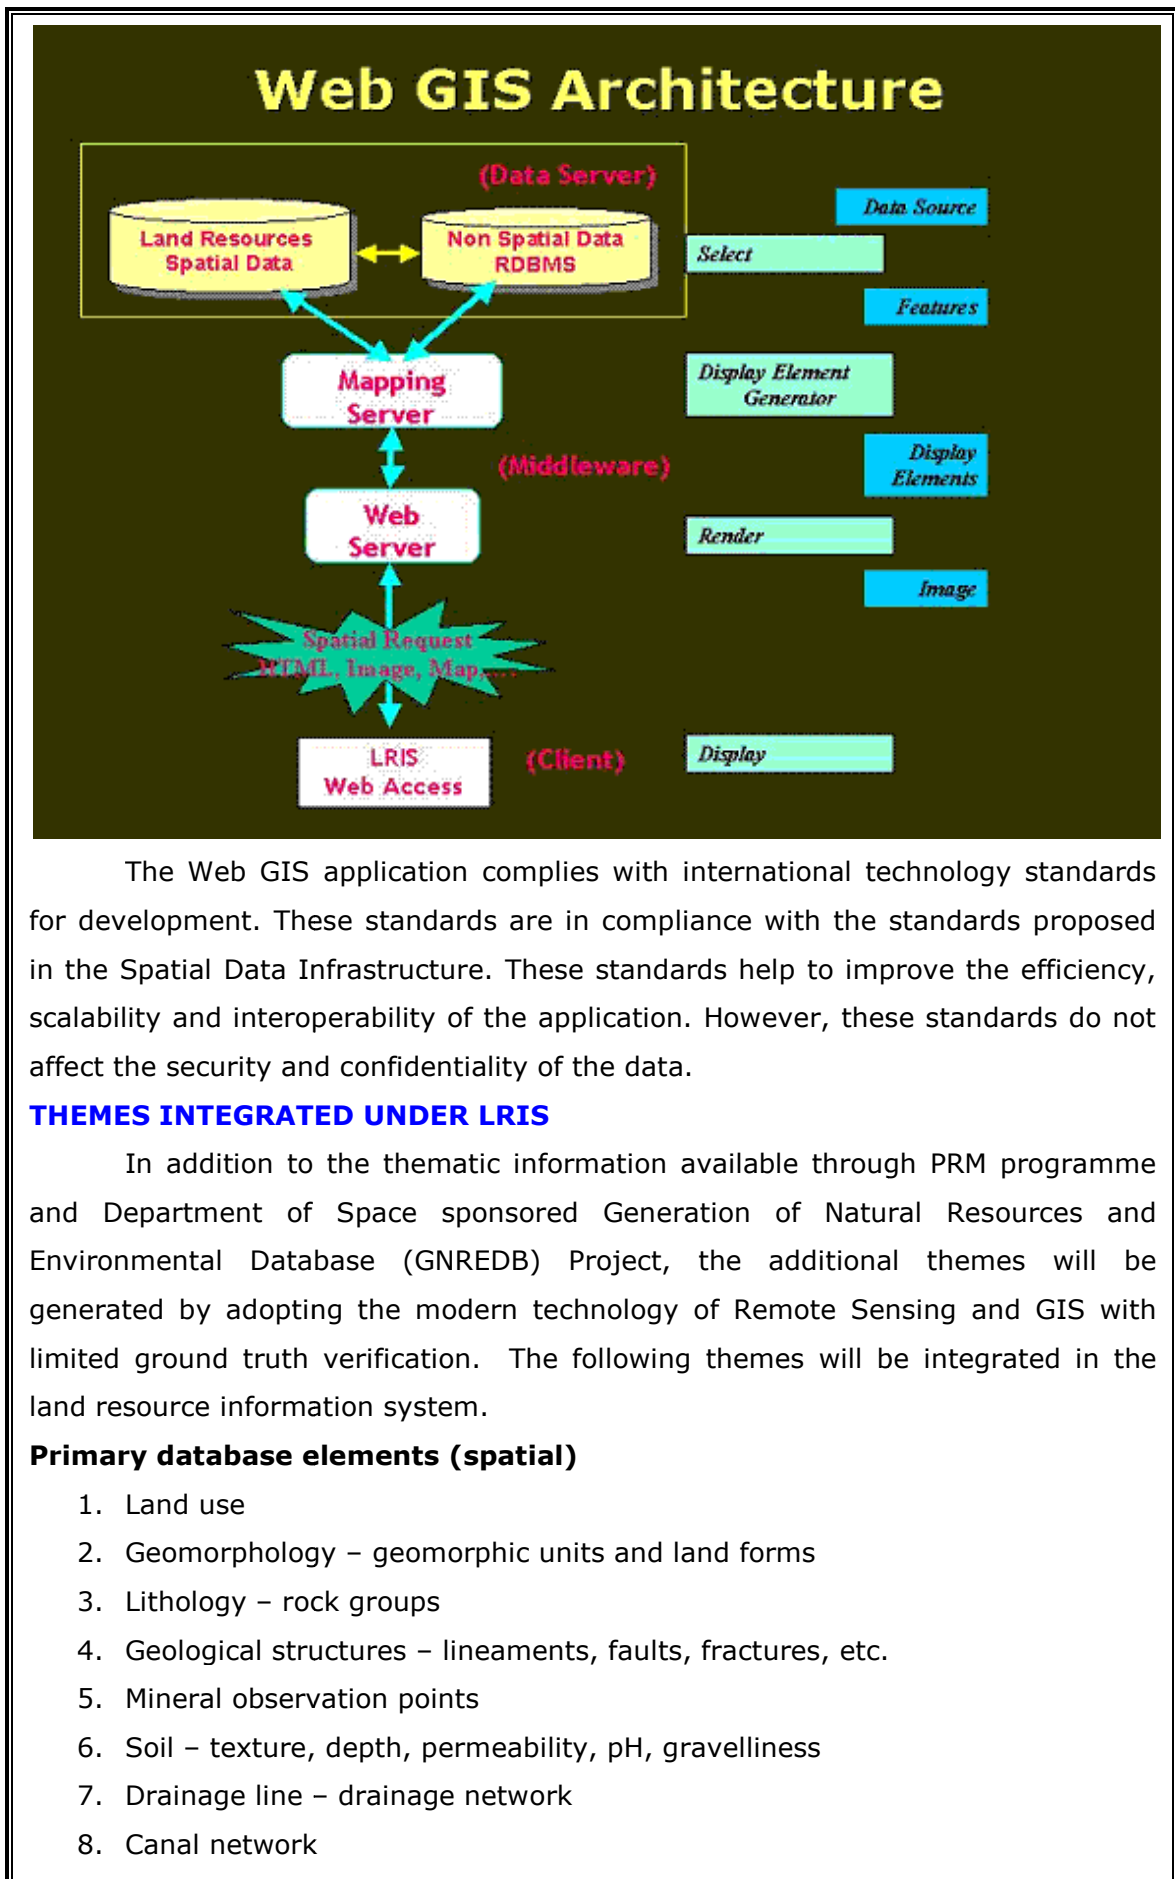 Web GIS Architecture
(Data Server)
Land Resources
Spatial Data
Non Spatial Data
RDBMS
Data Source
Select
Features
Mapping
Server
Display Element
Generator
(Middleware)
Display
Elements
Web
Server
Render
Image
Spatial Request
HTML, Image, Map,...
LRIS
Web Access
(Client)
Display
The Web GIS application complies with international technology standards
for development. These standards are in compliance with the standards proposed
in the Spatial Data Infrastructure. These standards help to improve the efficiency,
scalability and interoperability of the application. However, these standards do not
affect the security and confidentiality of the data.
THEMES INTEGRATED UNDER LRIS
In addition to the thematic information available through PRM programme
and Department of Space sponsored Generation of Natural Resources and
Environmental Database (GNREDB) Project, the additional themes will be
generated by adopting the modern technology of Remote Sensing and GIS with
limited ground truth verification. The following themes will be integrated in the
land resource information system.
Primary database elements (spatial)
1. Land use
2. Geomorphology – geomorphic units and land forms
3. Lithology – rock groups
4. Geological structures – lineaments, faults, fractures, etc.
5. Mineral observation points
6. Soil – texture, depth, permeability, pH, gravelliness
7. Drainage line – drainage network
8. Canal network